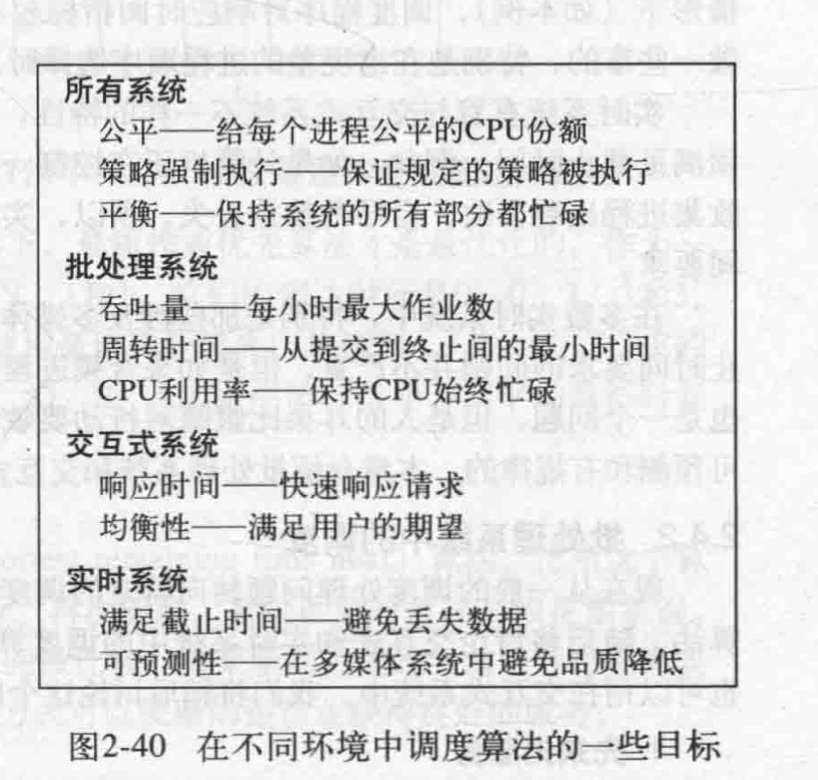 所有系统
公平——给每个进程公平的CPU份额
策略强制执行——保证规定的策略被执行
平衡——保持系统的所有部分都忙碌
批处理系统
吞吐量——每小时最大作业数
周转时间——从提交到终止间的最小时间
CPU利用率——保持CPU始终忙碌
交互式系统
响应时间——快速响应请求
均衡性——满足用户的期望
实时系统
满足截止时间——避免丢失数据
可预测性——在多媒体系统中避免品质降低
图2-40 在不同环境中调度算法的一些目标